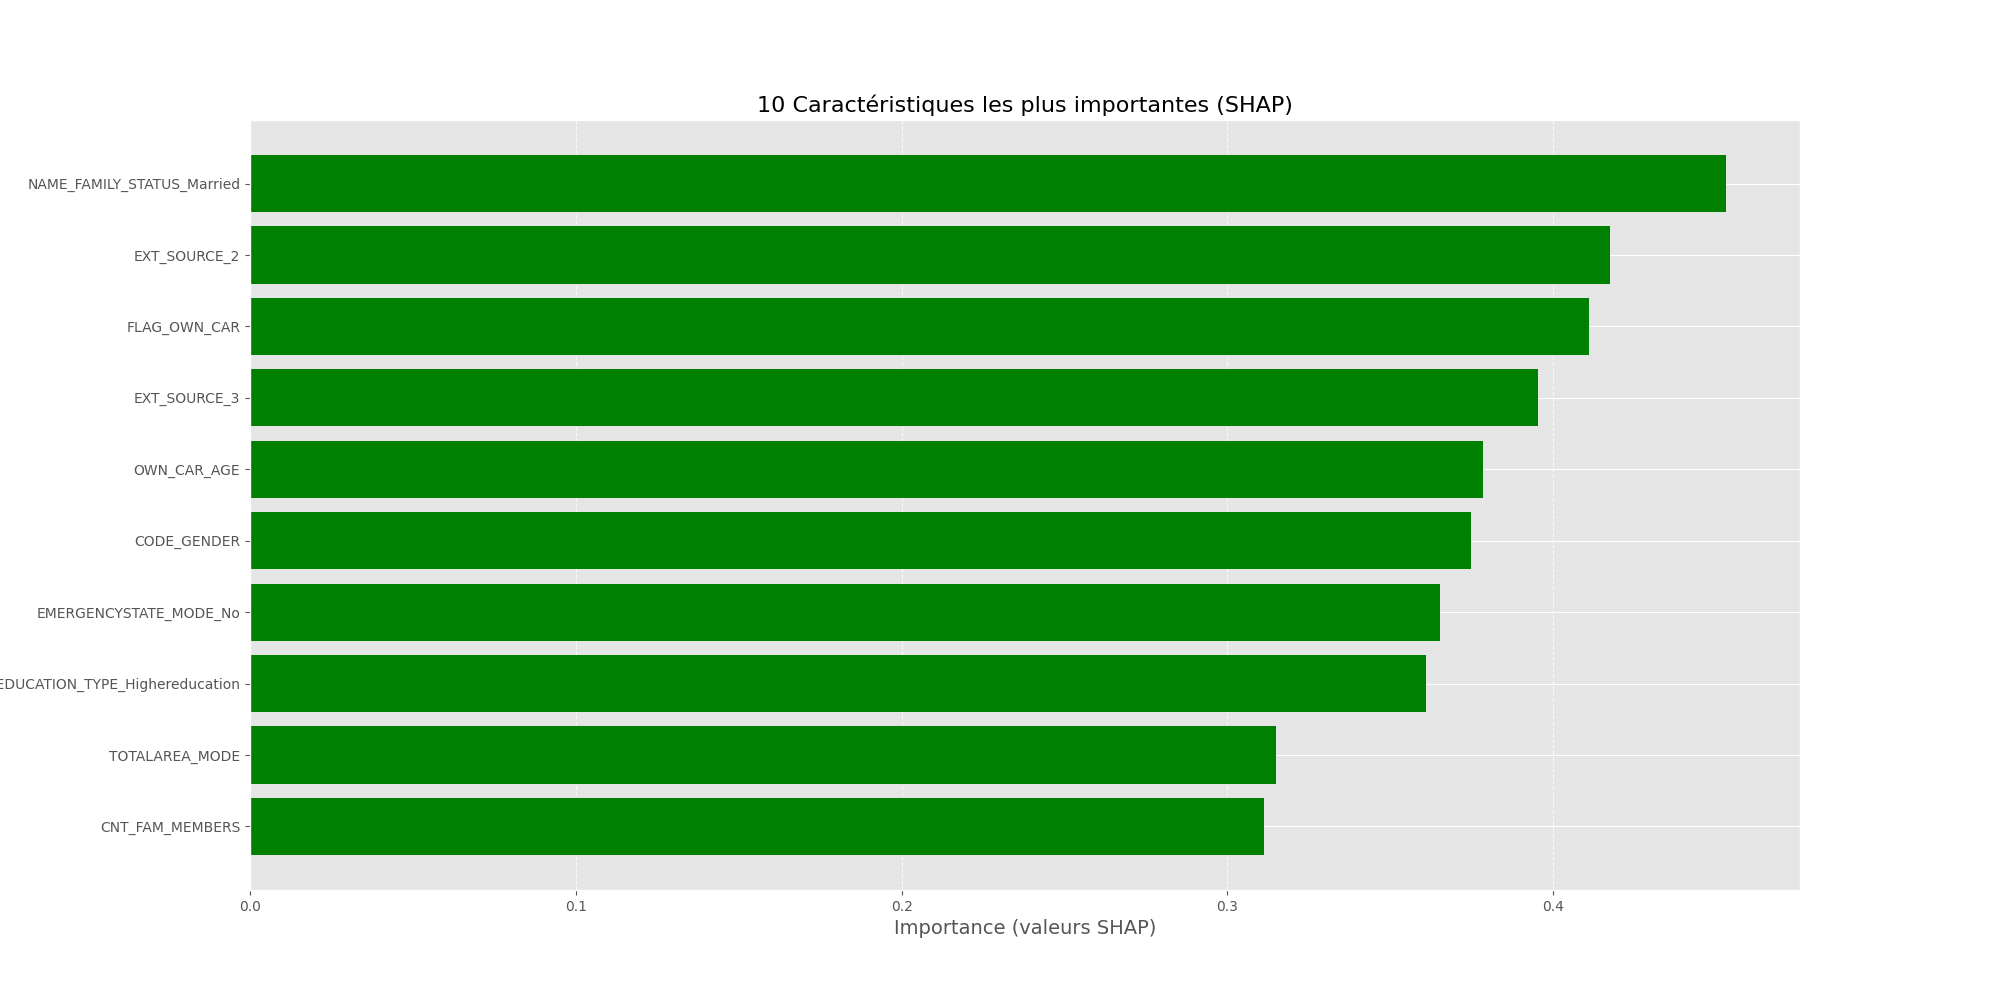 10 Caractéristiques les plus importantes (SHAP)
NAME_FAMILY_STATUS_Married
EXT_SOURCE_2
FLAG_OWN_CAR
EXT_SOURCE_3
OWN_CAR_AGE
CODE_GENDER
EMERGENCYSTATE_MODE_No
EDUCATION_TYPE_Highereducation
TOTALAREA_MODE
CNT_FAM_MEMBERS
0.0 0.1 0.2 0.3 0.4
Importance (valeurs SHAP)